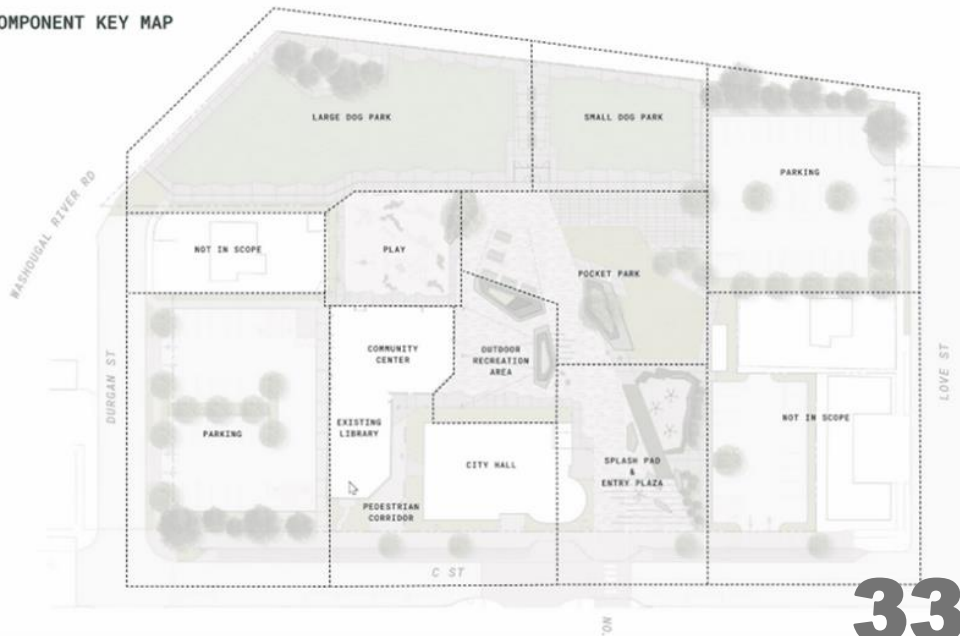 OMPONENT KEY MAP
LARGE DOG PARK
SMALL DOG PARK
PARKING
WASHOUGAL RIVER RD
NOT IN SCOPE
PLAY
POCKET PARK
DURGAN ST
COMMUNITY
CENTER
OUTDOOR
RECREATION
AREA
LOVE ST
EXISTING
LIBRARY
PARKING
NOT IN SCOPE
CITY HALL
SPLASH PAD
&
ENTRY PLAZA
PEDESTRIAN
CORRIDOR
C ST
NO.
33